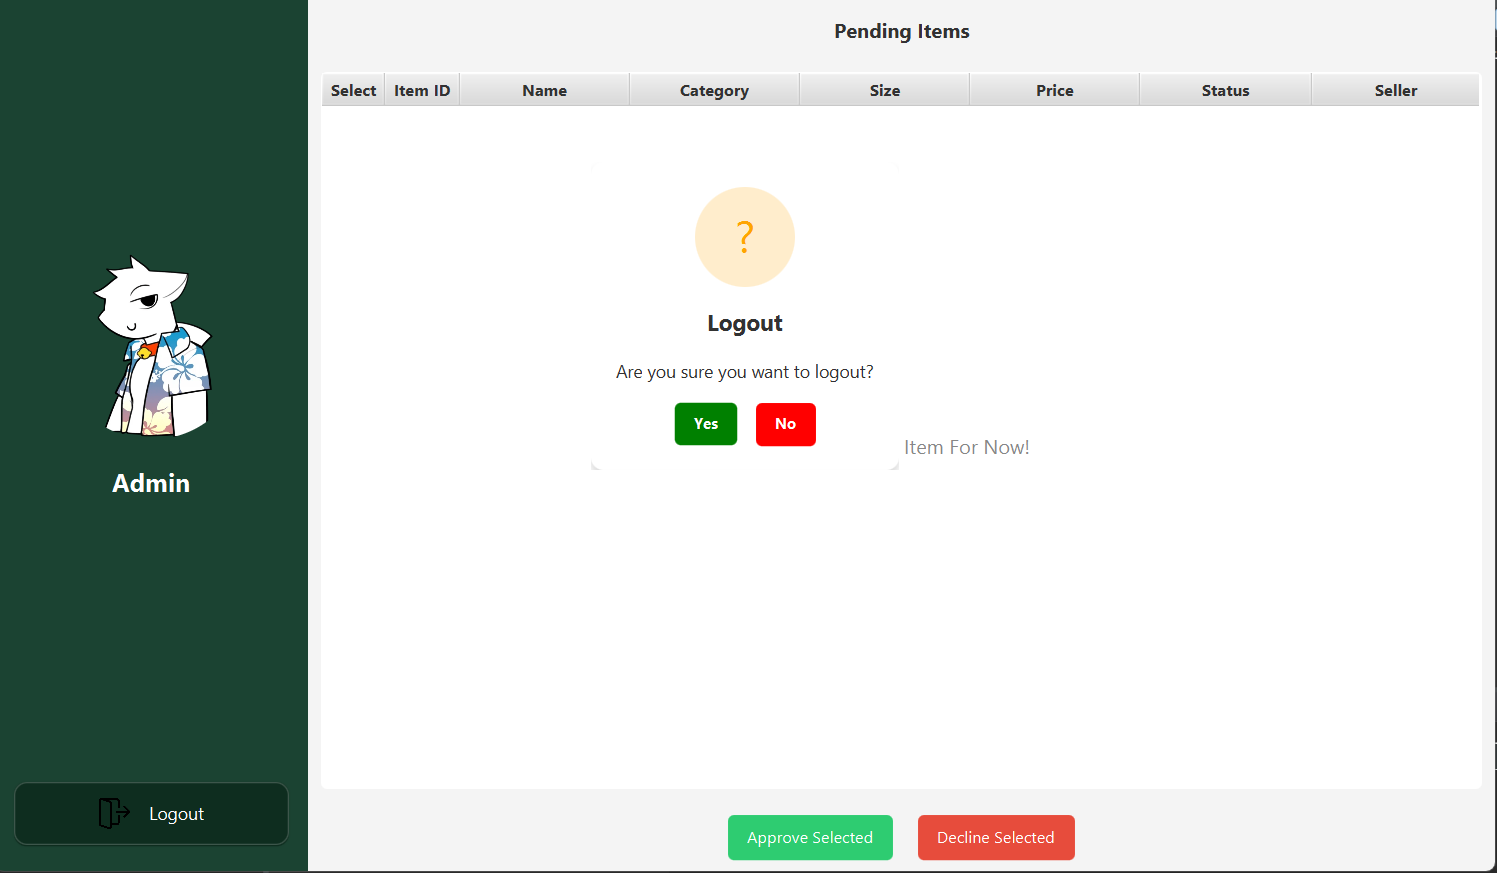 Pending Items
Select Item ID Name Category Size Price Status Seller
?
Logout
Are you sure you want to logout?
Yes No
Item For Now!
Admin
Logout
Approve Selected Decline Selected